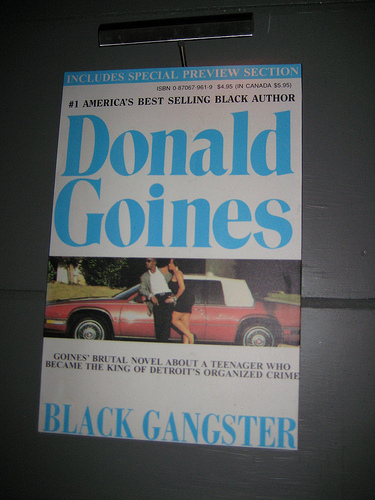 INCLUDES SPECIAL PREVIEW SECTION
ISBN 0-87067-961-9 $4.95 (IN CANADA $5.95)
#1 AMERICA'S BEST SELLING BLACK AUTHOR
Donald
Goines
GOINES' BRUTAL NOVEL ABOUT A TEENAGER WHO
BECAME THE KING OF DETROIT'S ORGANIZED CRIME
BLACK GANGSTER